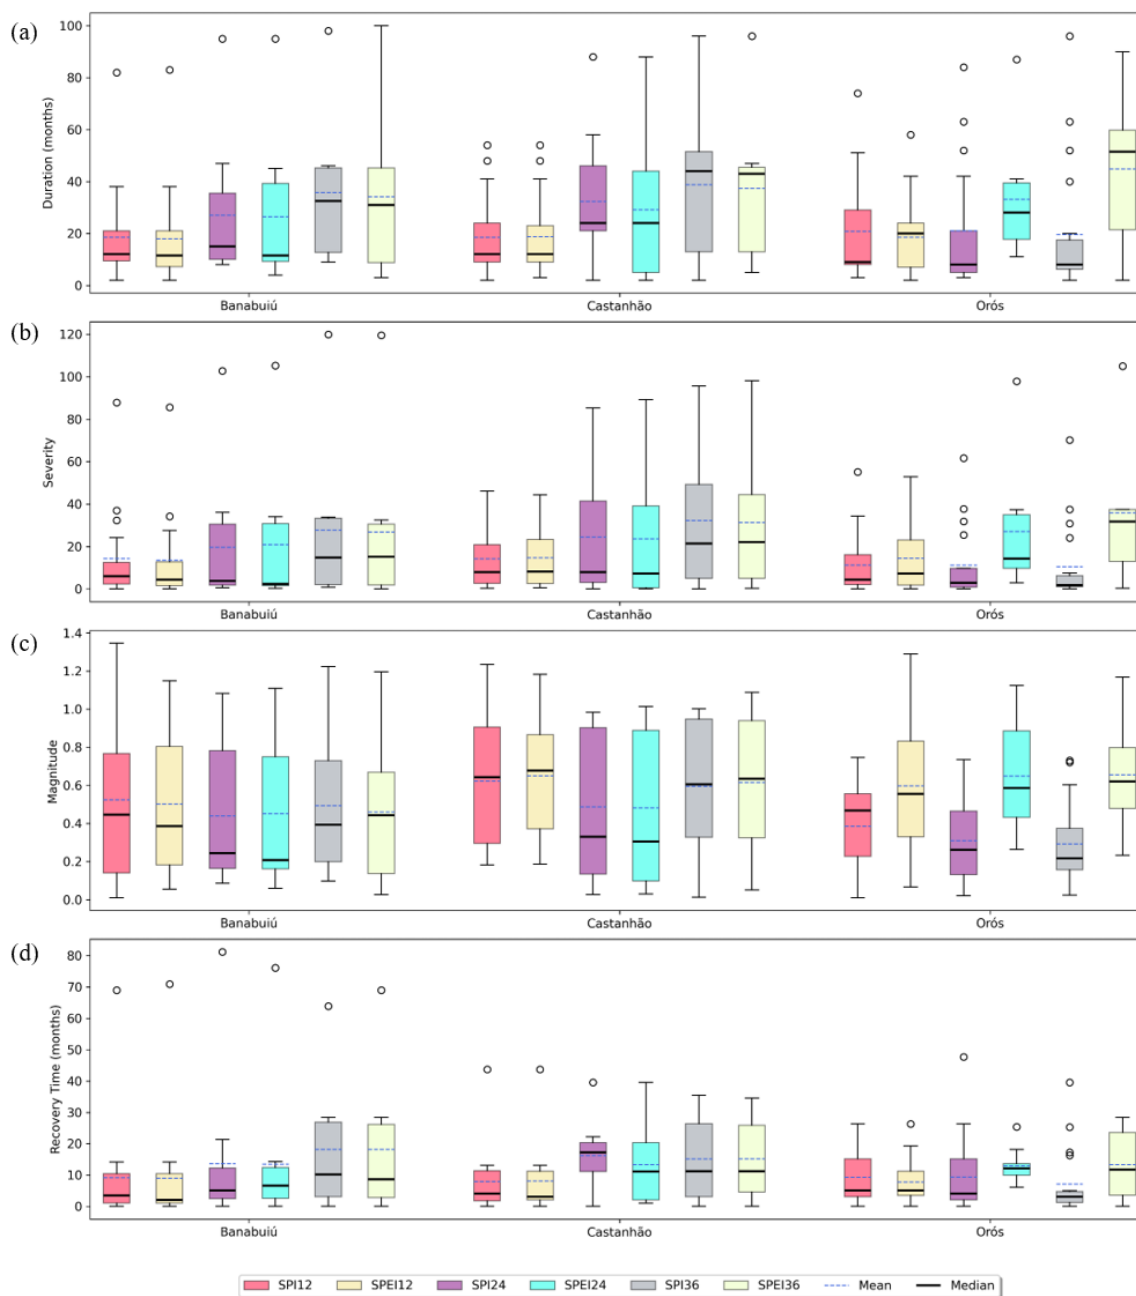 (a)
Duration (months)
100
80
60
40
20
0
Banabuiú Castanhão Orós
(b)
Severity
120
100
80
60
40
20
0
Banabuiú Castanhão Orós
(c)
Magnitude
1.4
1.2
1.0
0.8
0.6
0.4
0.2
0.0
Banabuiú Castanhão Orós
(d)
Recovery Time (months)
80
70
60
50
40
30
20
10
0
Banabuiú Castanhão Orós
SPI12 SPEI12 SPI24 SPEI24 SPI36 SPEI36 Mean Median